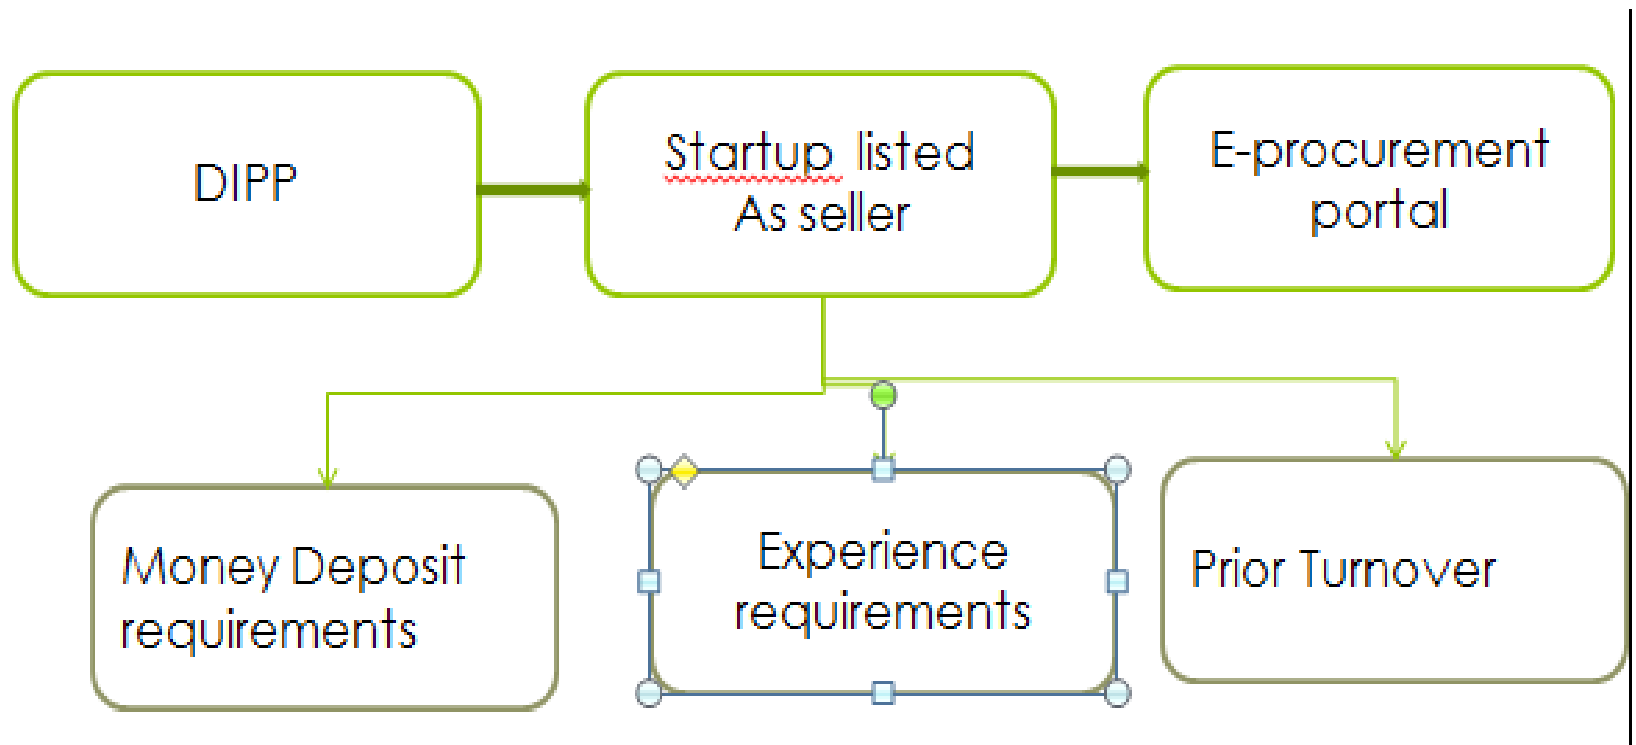 DIPP
Startup listed
As seller
E-procurement
portal
Money Deposit
requirements
Experience
requirements
Prior Turnover